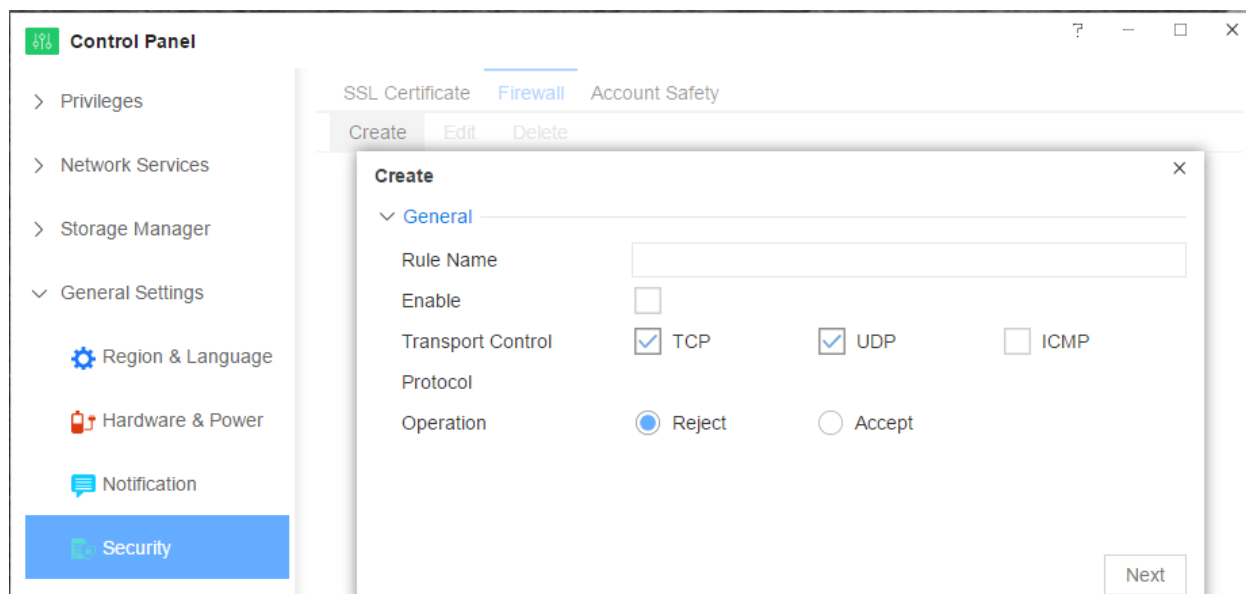 Control Panel
Privileges
Network Services
Storage Manager
General Settings
Region & Language
Hardware & Power
Notification
Security
SSL Certificate Firewall Account Safety
Create Edit Delete
Create
General
Rule Name
Enable
Transport Control TCP UDP ICMP
Protocol
Operation Reject Accept
Next